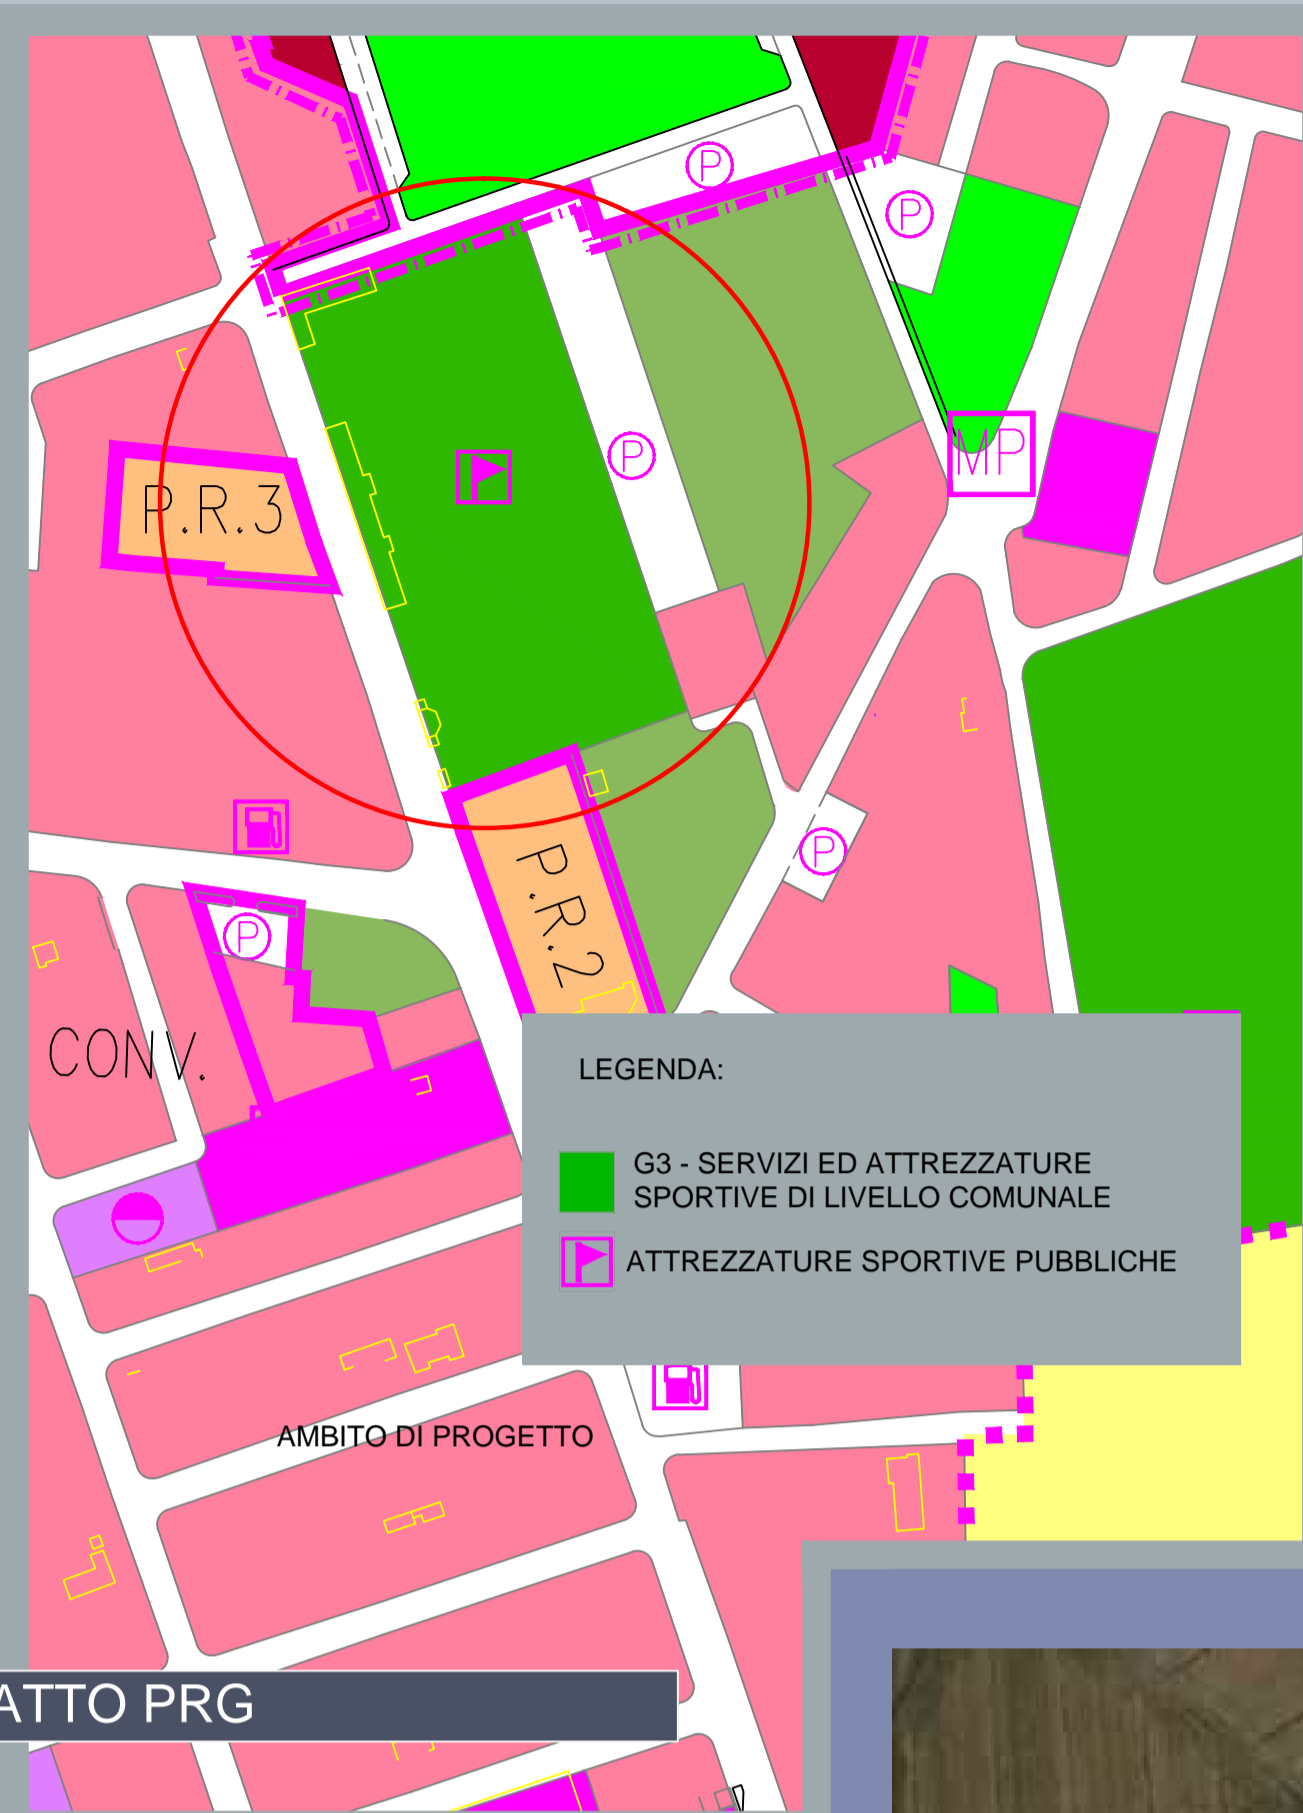 P
P
P
MP
P.R.3
P.R.2
P
P
CONV.
LEGENDA:
G3 - SERVIZI ED ATTREZZATURE
SPORTIVE DI LIVELLO COMUNALE
ATTREZZATURE SPORTIVE PUBBLICHE
AMBITO DI PROGETTO
ATTO PRG